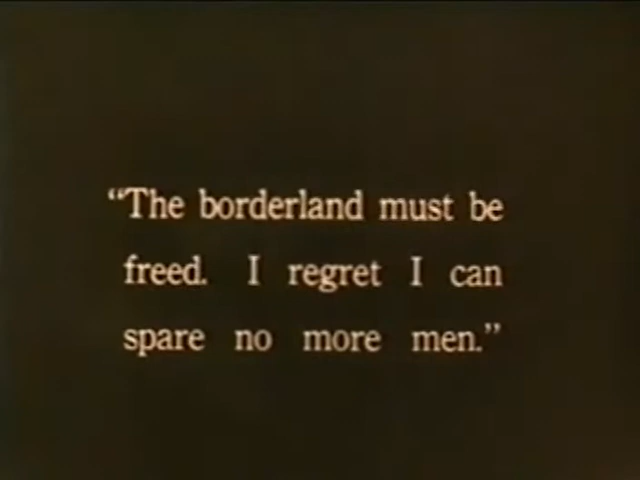 “The borderland must be
freed. I regret I can
spare no more men.”